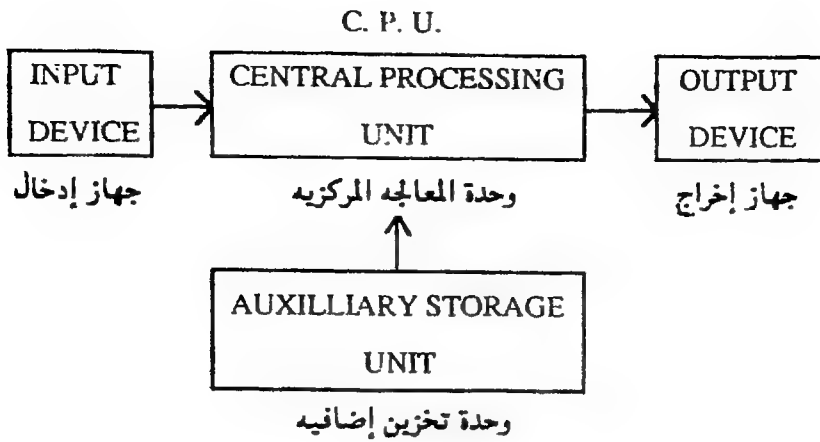 C. P. U.
INPUT
DEVICE
جهاز إدخال
CENTRAL PROCESSING
UNIT
وحدة المعالجه المركزيه
OUTPUT
DEVICE
جهاز إخراج
AUXILLIARY STORAGE
UNIT
وحدة تخزين إضافيه